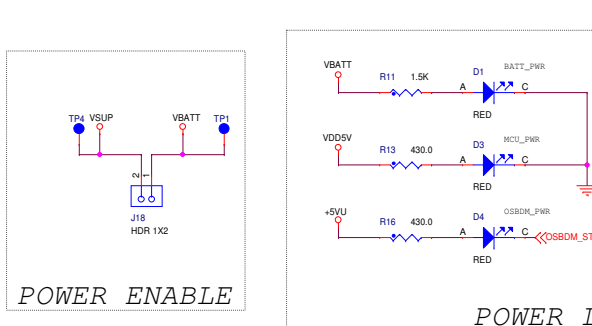 TP4 VSUP VBATT TP1
2 1
J18
HDR 1X2
POWER ENABLE
VBATT R11 1.5K D1 BATT_PWR
A C
RED
VDD5V R13 430.0 D3 MCU_PWR
A C
RED
+5VU R16 430.0 D4 OSBDM_PWR
A C OSBDM_ST
RED
POWER